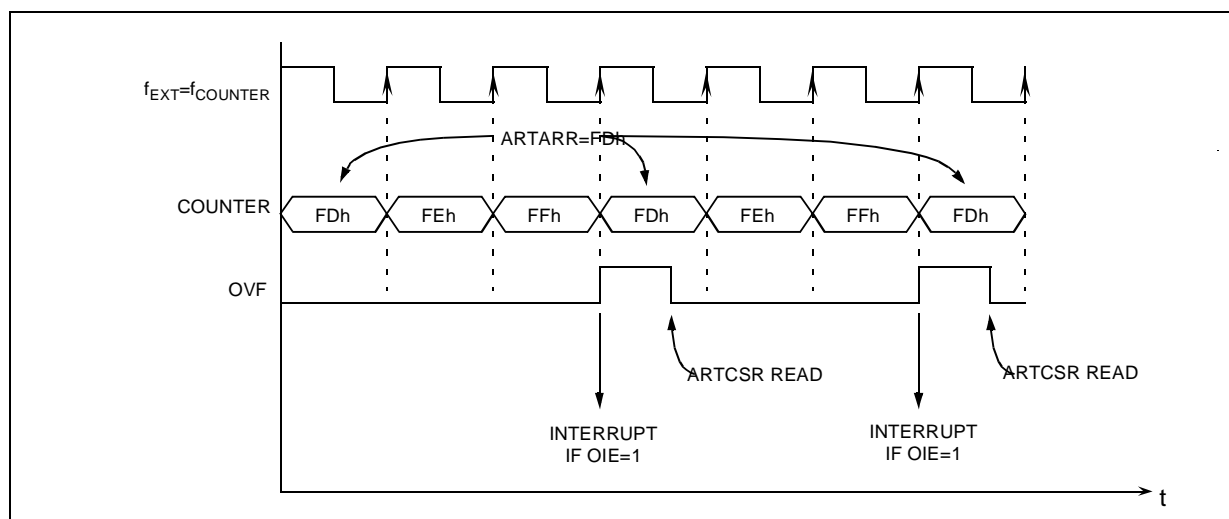 fEXT=fCOUNTER
ARTARR=FDh
COUNTER
FDh FEh FFh FDh FEh FFh FDh
OVF
ARTCSR READ
ARTCSR READ
INTERRUPT
IF OIE=1
INTERRUPT
IF OIE=1
t